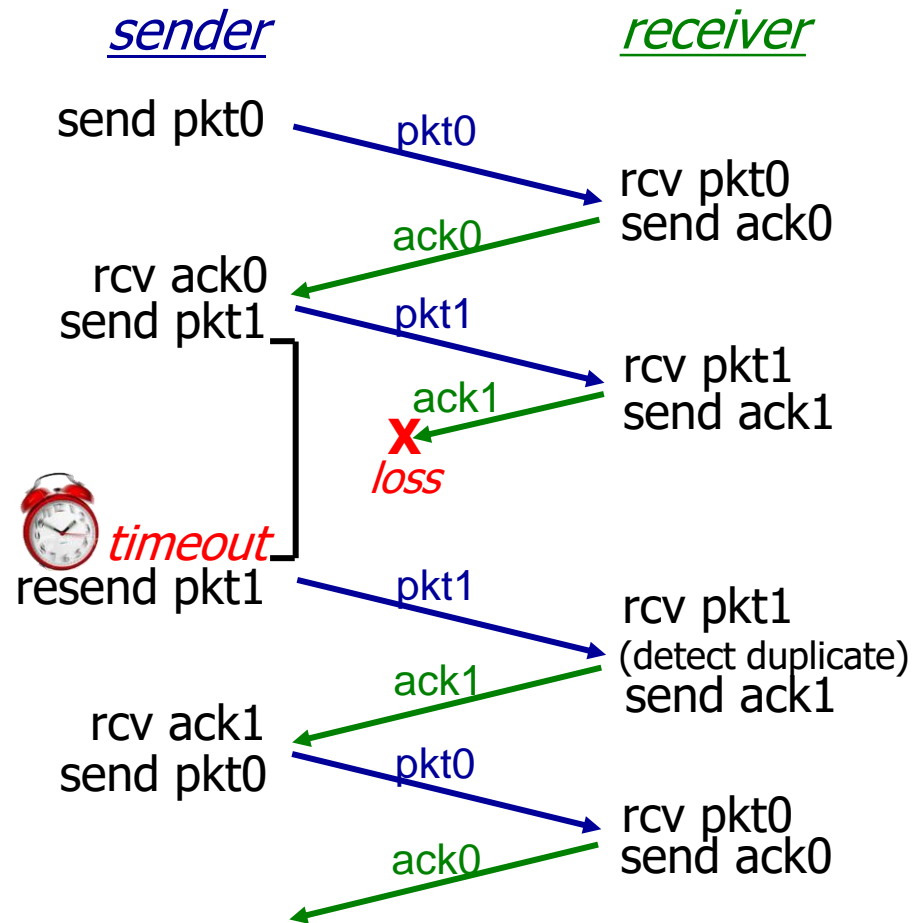 sender
receiver
send pkt0
pkt0
rcv pkt0
send ack0
ack0
rcv ack0
send pkt1
pkt1
rcv pkt1
send ack1
ack1
X
loss
timeout
resend pkt1
pkt1
rcv pkt1
(detect duplicate)
send ack1
ack1
rcv ack1
send pkt0
pkt0
rcv pkt0
send ack0
ack0